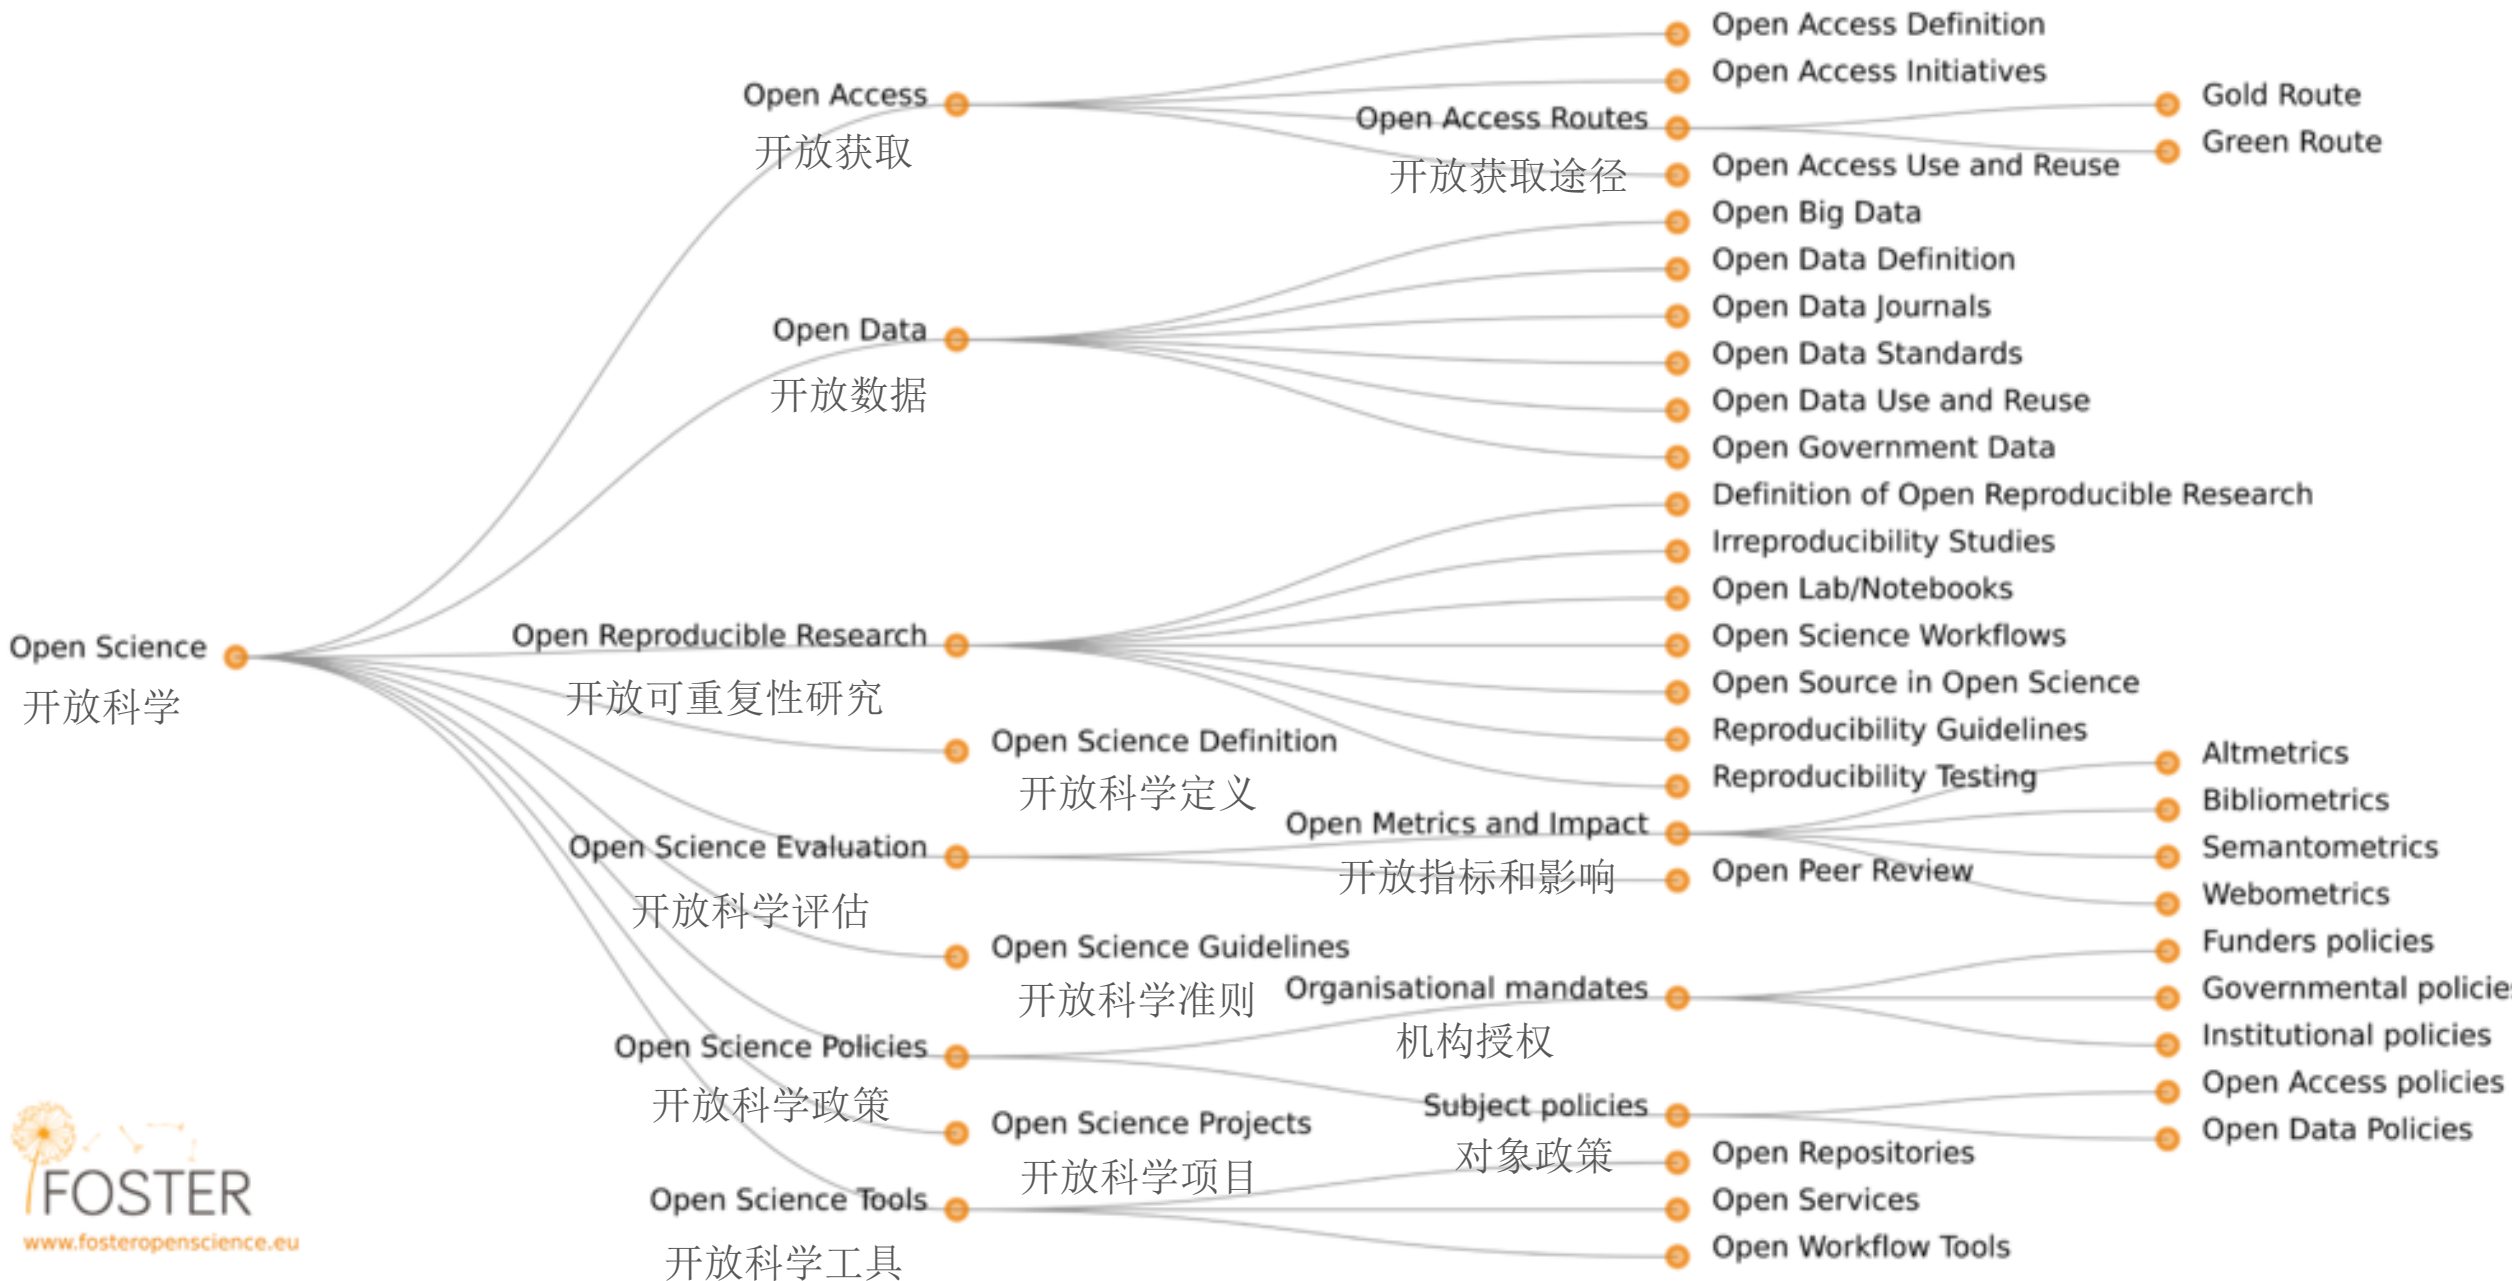 Open Science
开放科学
Open Access
开放获取
Open Access Definition
Open Access Initiatives
Open Access Routes
开放获取途径
Gold Route
Green Route
Open Access Use and Reuse
Open Data
开放数据
Open Big Data
Open Data Definition
Open Data Journals
Open Data Standards
Open Data Use and Reuse
Open Government Data
Open Reproducible Research
开放可重复性研究
Definition of Open Reproducible Research
Irreproducibility Studies
Open Lab/Notebooks
Open Science Workflows
Open Source in Open Science
Reproducibility Guidelines
Reproducibility Testing
Open Science Definition
开放科学定义
Open Science Evaluation
开放科学评估
Open Metrics and Impact
开放指标和影响
Altmetrics
Bibliometrics
Semantometrics
Webometrics
Open Peer Review
Open Science Guidelines
开放科学准则
Open Science Policies
开放科学政策
Organisational mandates
机构授权
Funders policies
Governmental policies
Institutional policies
Subject policies
对象政策
Open Access policies
Open Data Policies
Open Science Projects
开放科学项目
Open Science Tools
开放科学工具
Open Repositories
Open Services
Open Workflow Tools
FOSTER
www.fosteropenscience.eu